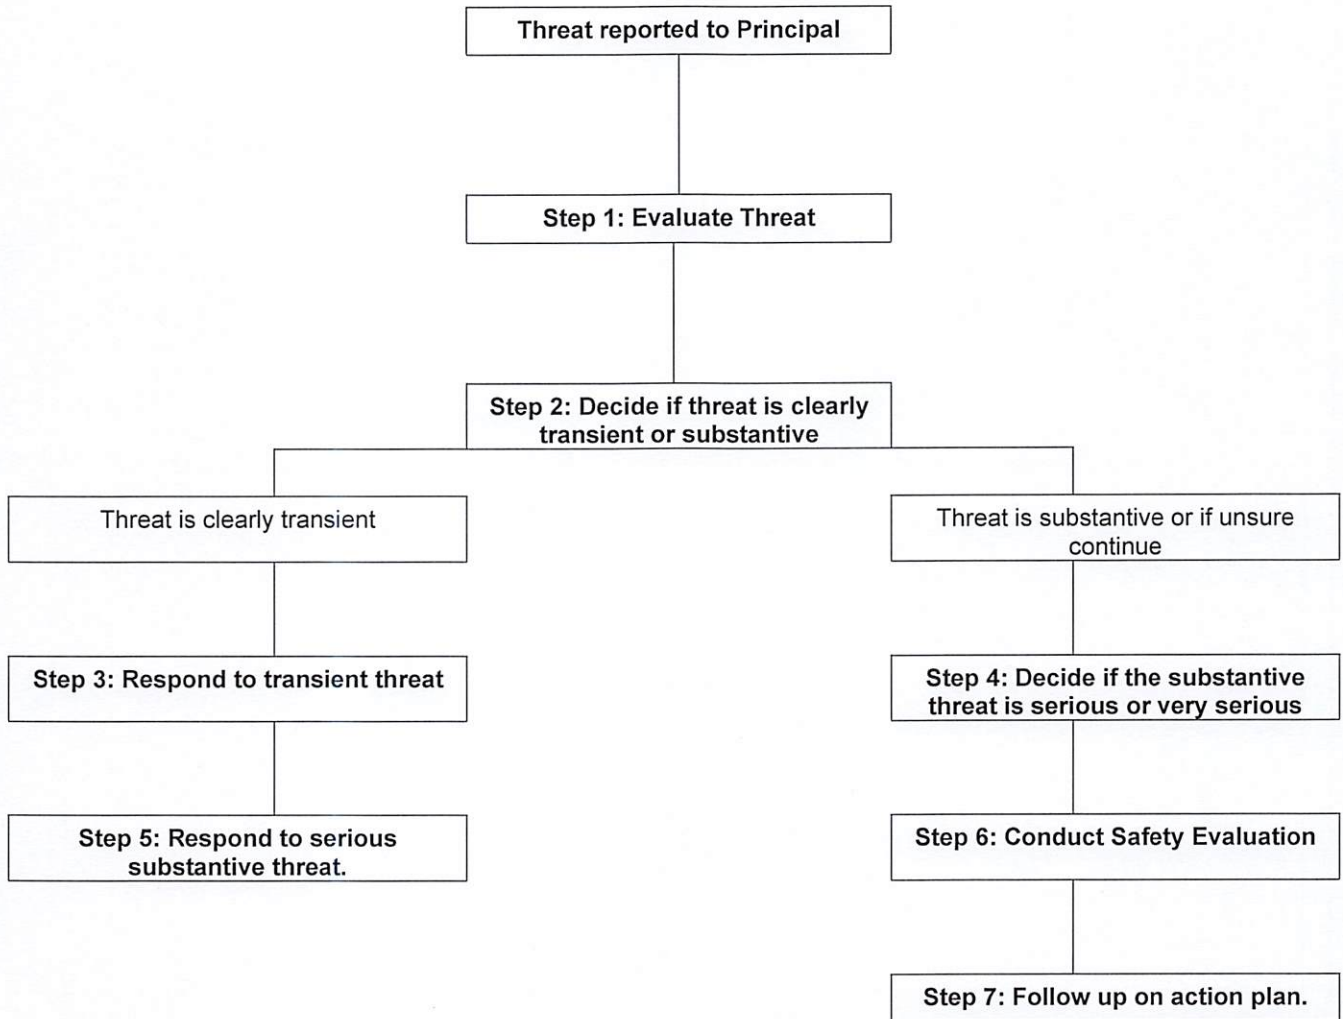 Threat reported to Principal
Step 1: Evaluate Threat
Step 2: Decide if threat is clearly
transient or substantive
Threat is clearly transient
Threat is substantive or if unsure
continue
Step 3: Respond to transient threat
Step 4: Decide if the substantive
threat is serious or very serious
Step 5: Respond to serious
substantive threat.
Step 6: Conduct Safety Evaluation
Step 7: Follow up on action plan.